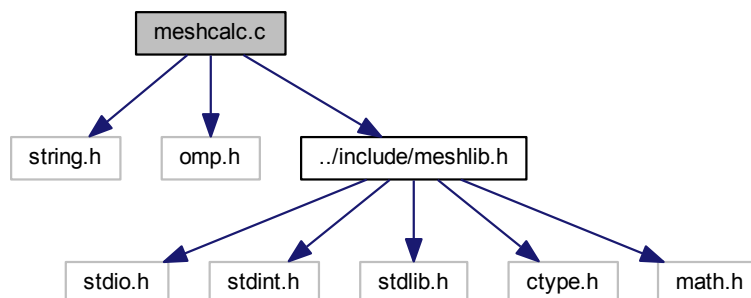 meshcalc.c
string.h
omp.h
../include/meshlib.h
stdio.h
stdint.h
stdlib.h
ctype.h
math.h